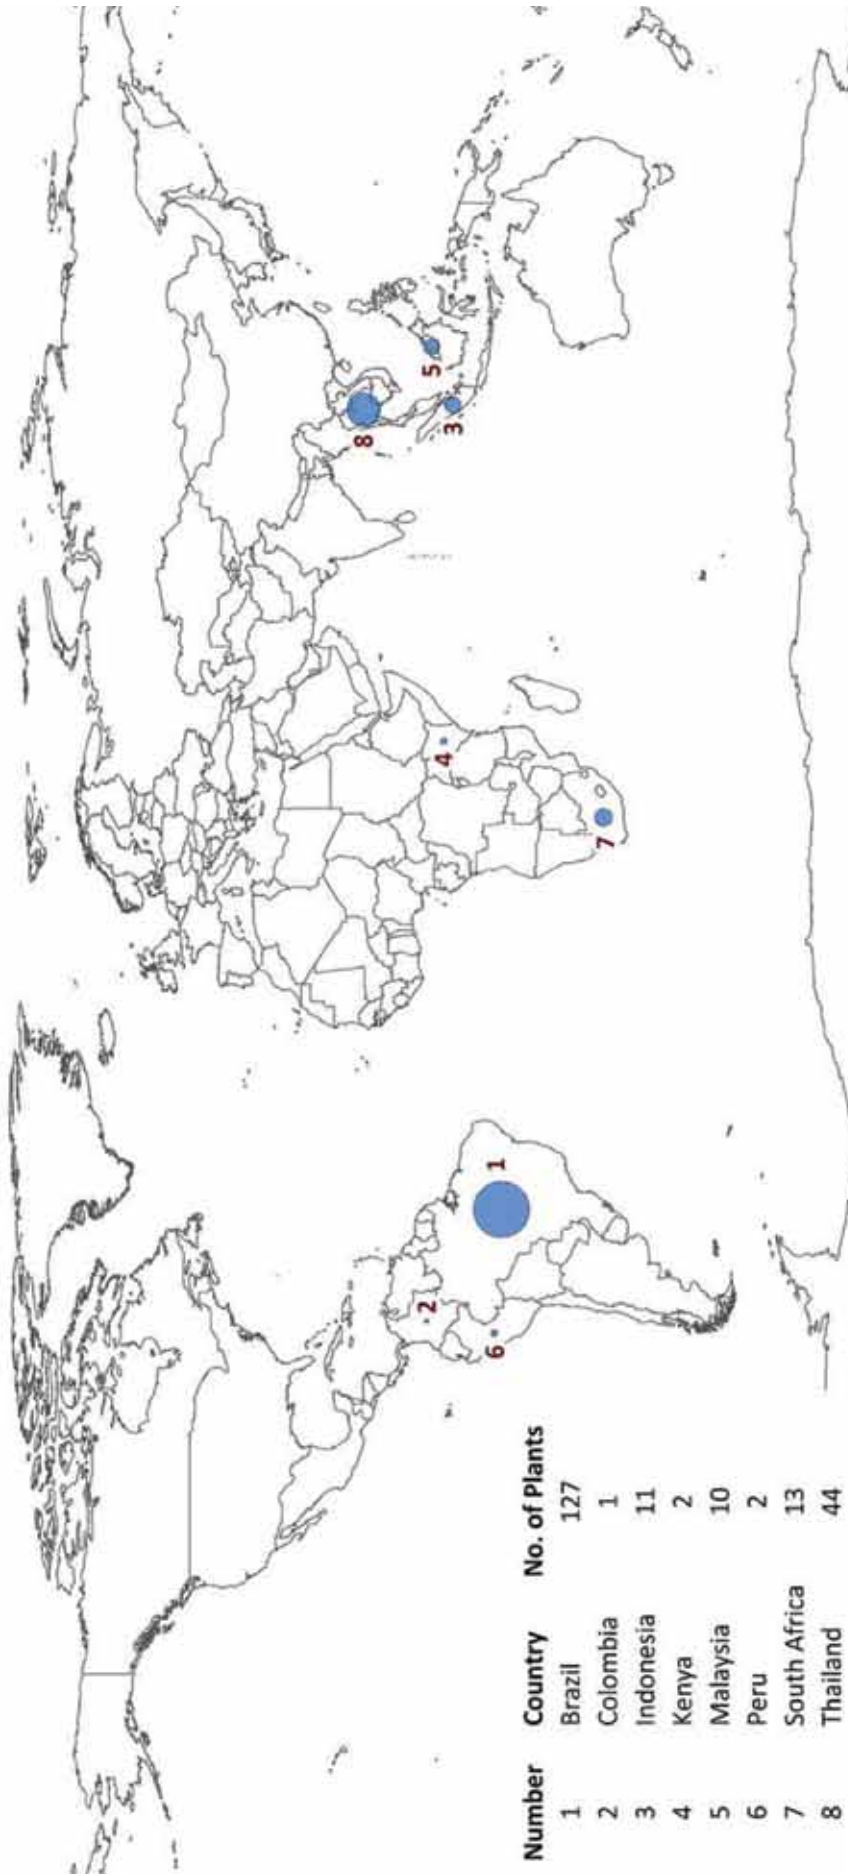 Number Country No. of Plants
1 Brazil 127
2 Colombia 1
3 Indonesia 11
4 Kenya 2
5 Malaysia 10
6 Peru 2
7 South Africa 13
8 Thailand 44
1
2
3
4
5
6
7
8